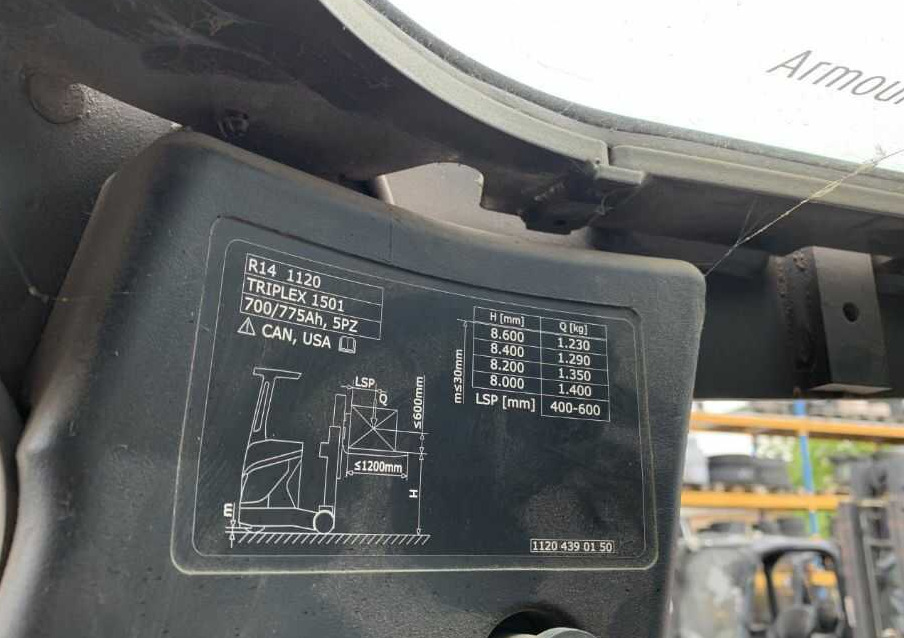 Armour
R14 1120
TRIPLEX 1501
700/775Ah, 5PZ
CAN, USA
H [mm] Q [kg]
8.600 1.230
8.400 1.290
8.200 1.350
8.000 1.400
LSP [mm] 400-600
m≤30mm
LSP
Q
≤600mm
≤1200mm
H
m
1120 439 01 50